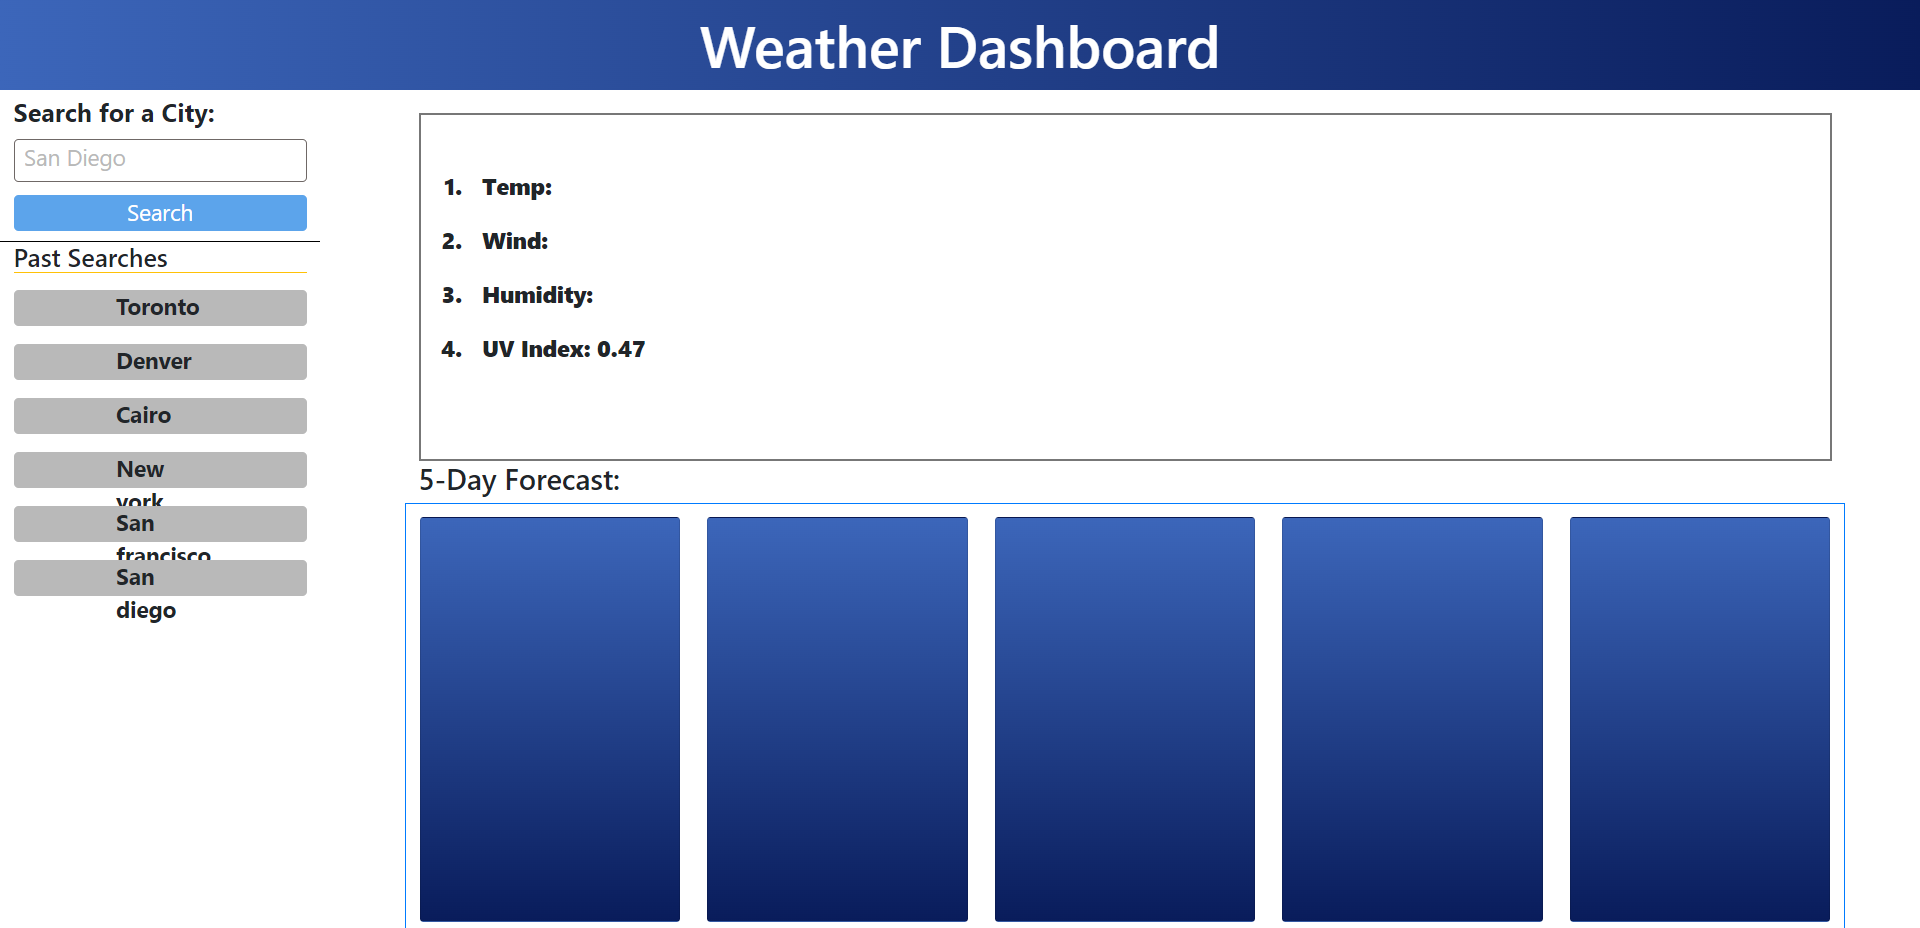 Weather Dashboard
Search for a City:
San Diego
Search
Past Searches
Toronto
Denver
Cairo
New
york
San
francisco
San
diego
1. Temp:
2. Wind:
3. Humidity:
4. UV Index: 0.47
5-Day Forecast: